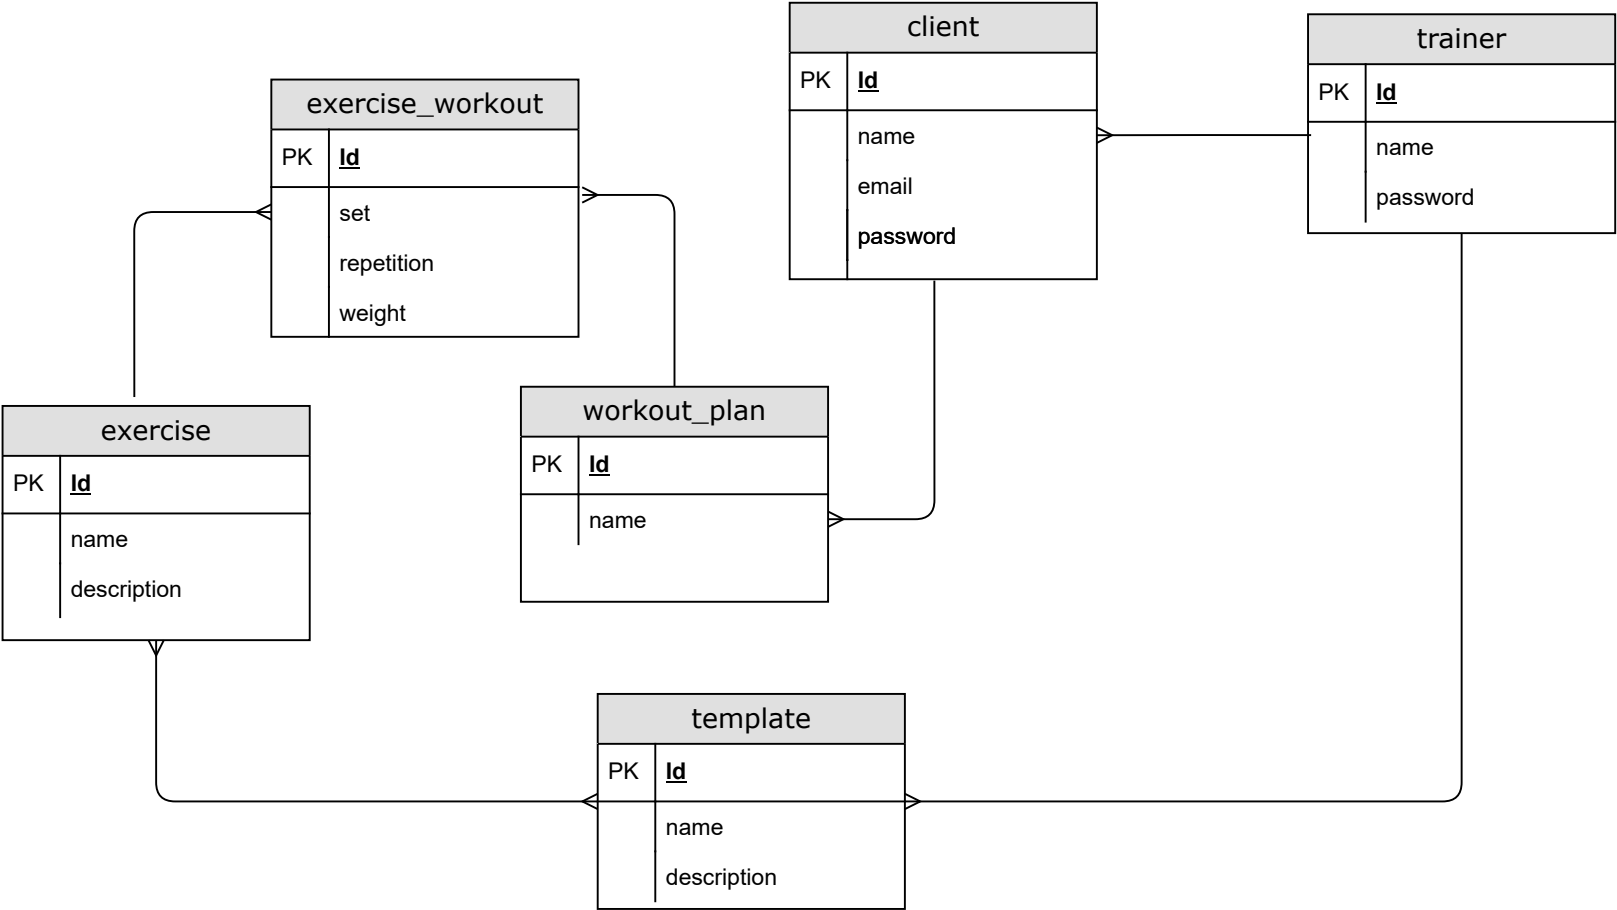 client
PK Id
name
email
password
trainer
PK Id
name
password
exercise_workout
PK Id
set
repetition
weight
workout_plan
PK Id
name
exercise
PK Id
name
description
template
PK Id
name
description